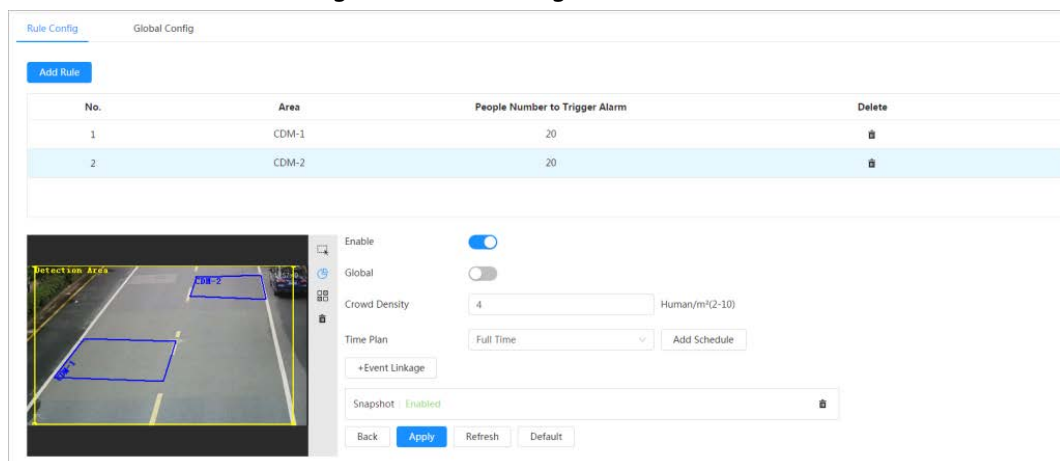 Rule Config Global Config
Add Rule
No. Area People Number to Trigger Alarm Delete
1 CDM-1 20
2 CDM-2 20
Enable
Detection Area
CDM-2
Global
Crowd Density 4 Human/m²(2-10)
Time Plan Full Time Add Schedule
CDM-1
+Event Linkage
Snapshot : Enabled
Back Apply Refresh Default